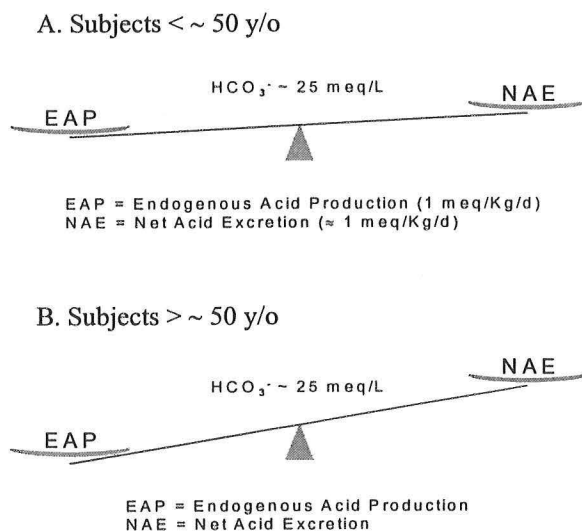 A. Subjects < ~ 50 y/o
HCO₃⁻ ~ 25 meq/L
NAE
EAP
EAP = Endogenous Acid Production (1 meq/Kg/d)
NAE = Net Acid Excretion (≈ 1 meq/Kg/d)
B. Subjects > ~ 50 y/o
NAE
HCO₃⁻ ~ 25 meq/L
EAP
EAP = Endogenous Acid Production
NAE = Net Acid Excretion